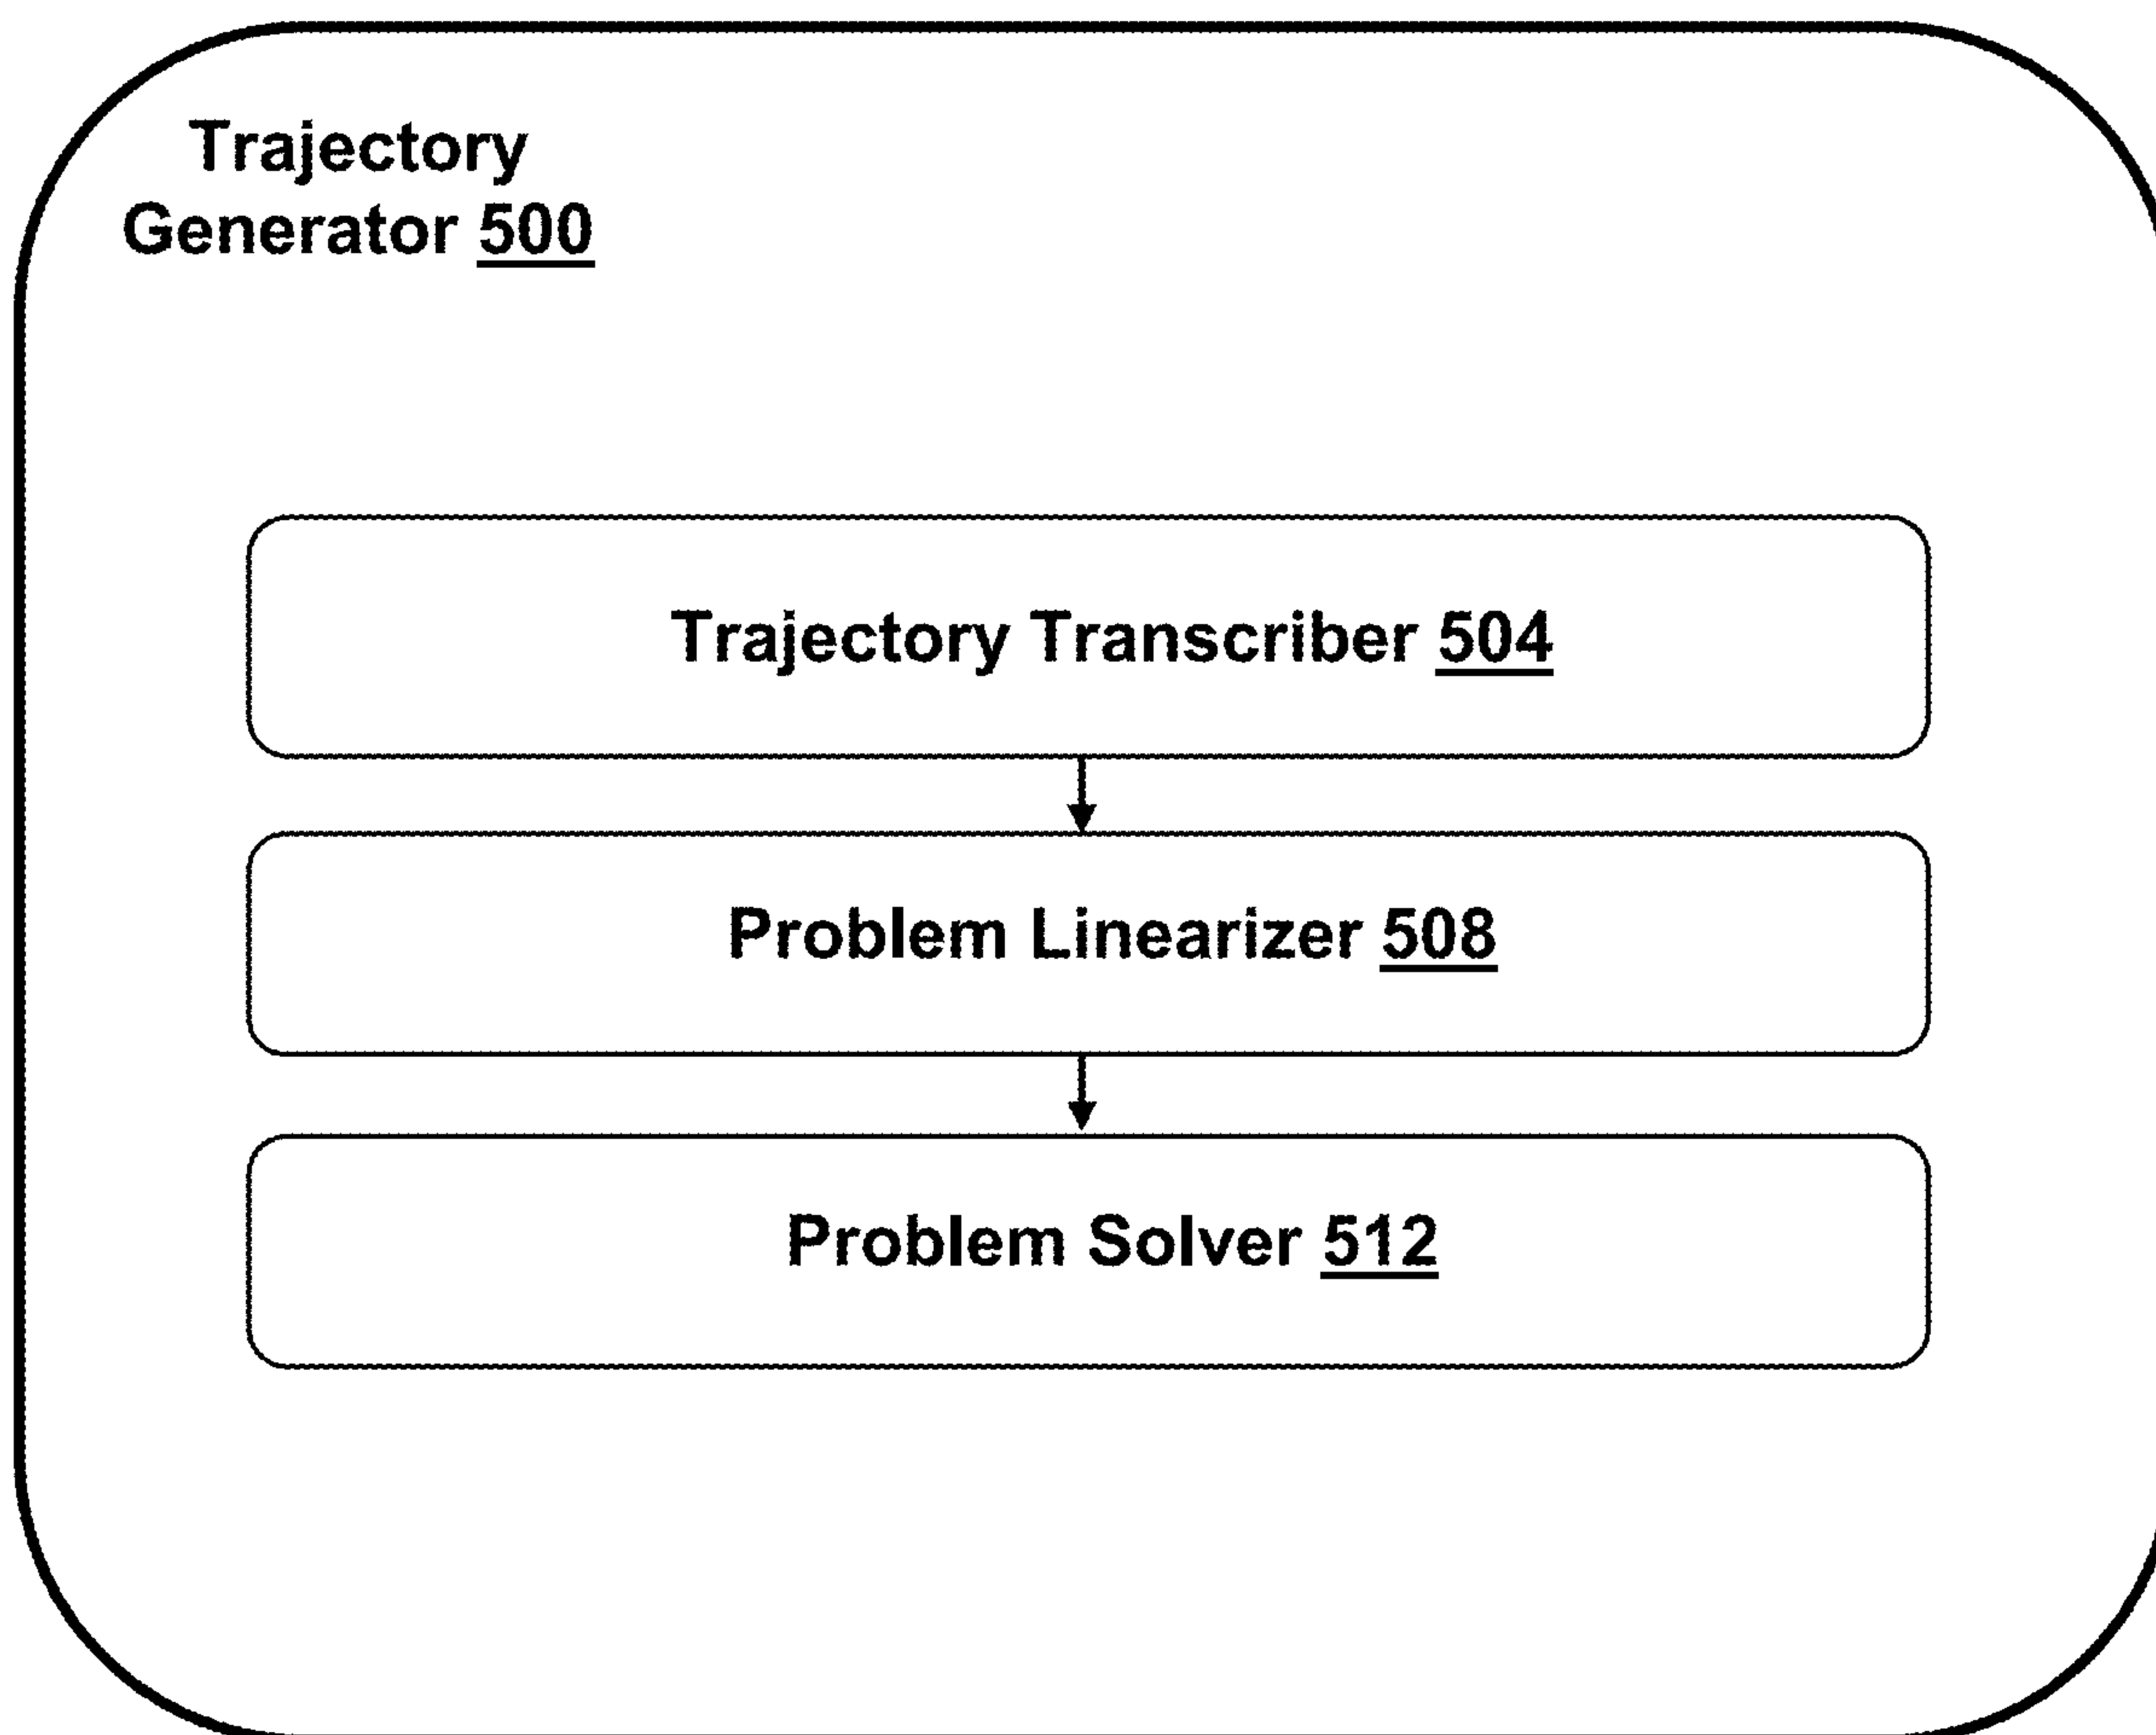 Trajectory
Generator 500
Trajectory Transcriber 504
Problem Linearizer 508
Problem Solver 512